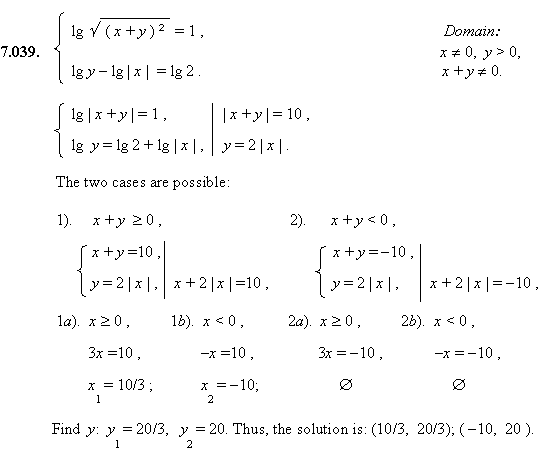 lg √(x+y)² = 1 ,    Domain:
7.039.    x ≠ 0, y > 0,
lg y – lg | x | = lg 2 .    x + y ≠ 0.
lg | x + y | = 1 ,    | x + y | = 10 ,
lg y = lg 2 + lg | x | ,    y = 2 | x | .
The two cases are possible:
1).    x + y ≥ 0 ,    2).    x + y < 0 ,
x + y =10 ,    x + y = –10 ,
y = 2 | x | ,    x + 2 | x | =10 ,    y = 2 | x | ,    x + 2 | x | = –10 ,
1a). x ≥ 0 ,    1b). x < 0 ,    2a). x ≥ 0 ,    2b). x < 0 ,
3x = 10 ,    –x = 10 ,    3x = – 10 ,    –x = – 10 ,
x₁ = 10/3 ;    x₂ = –10;    ∅    ∅
Find y: y₁ = 20/3, y₂ = 20. Thus, the solution is: (10/3, 20/3); ( – 10, 20 ).